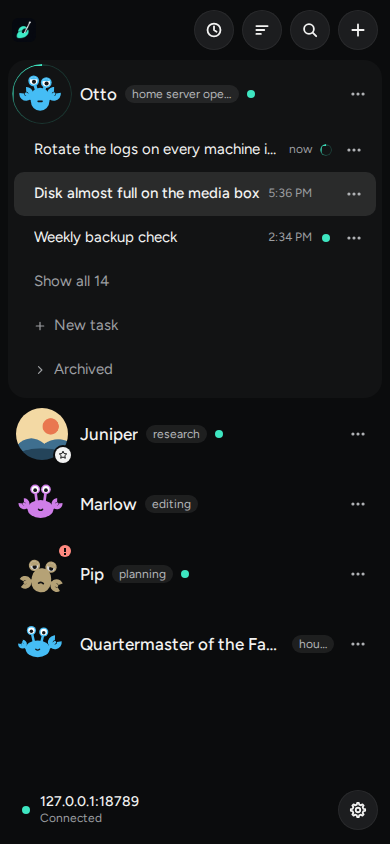 Otto home server ope...
Rotate the logs on every machine i... now
Disk almost full on the media box 5:36 PM
Weekly backup check 2:34 PM
Show all 14
+ New task
> Archived
Juniper research
Marlow editing
Pip planning
Quartermaster of the Fa... hou...
127.0.0.1:18789
Connected